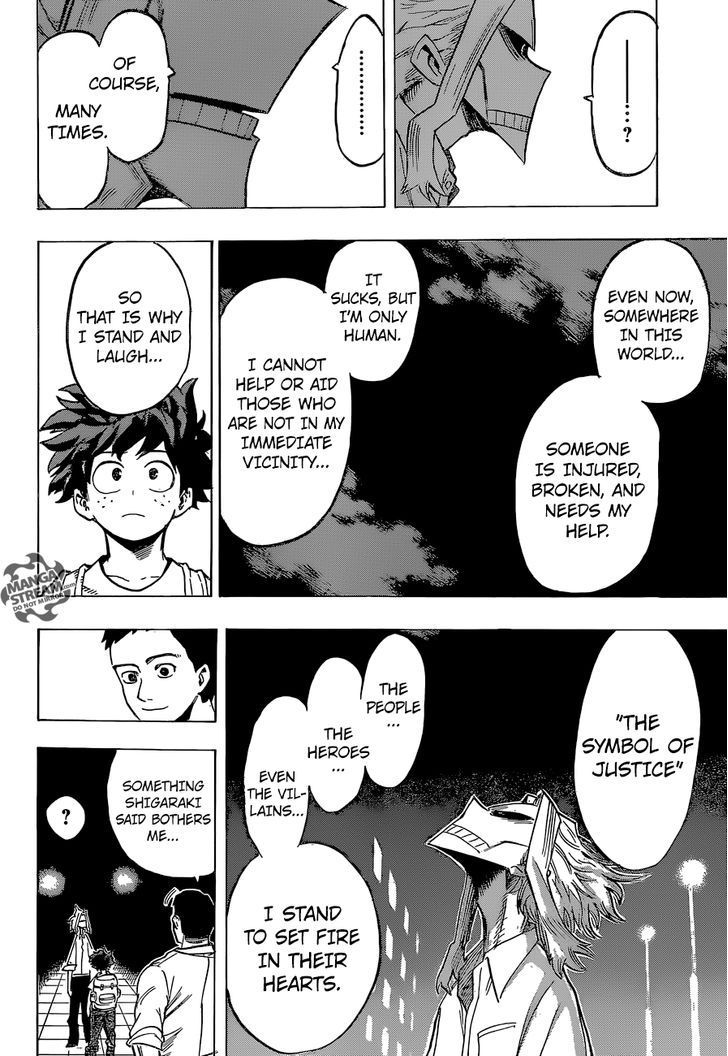 ...?
............
OF
COURSE,
MANY
TIMES.
EVEN NOW,
SOMEWHERE
IN THIS
WORLD...
SOMEONE
IS INJURED,
BROKEN, AND
NEEDS MY
HELP.
IT
SUCKS, BUT
I'M ONLY
HUMAN.
I CANNOT
HELP OR AID
THOSE WHO
ARE NOT IN MY
IMMEDIATE
VICINITY...
SO
THAT IS WHY
I STAND AND
LAUGH...
MANGA
STREAM.com
DO NOT MIRROR
"THE
SYMBOL OF
JUSTICE"
THE
PEOPLE
...
THE
HEROES
...
EVEN
THE VIL-
LAINS...
I STAND
TO SET FIRE
IN THEIR
HEARTS.
SOMETHING
SHIGARAKI
SAID BOTHERS
ME...
?